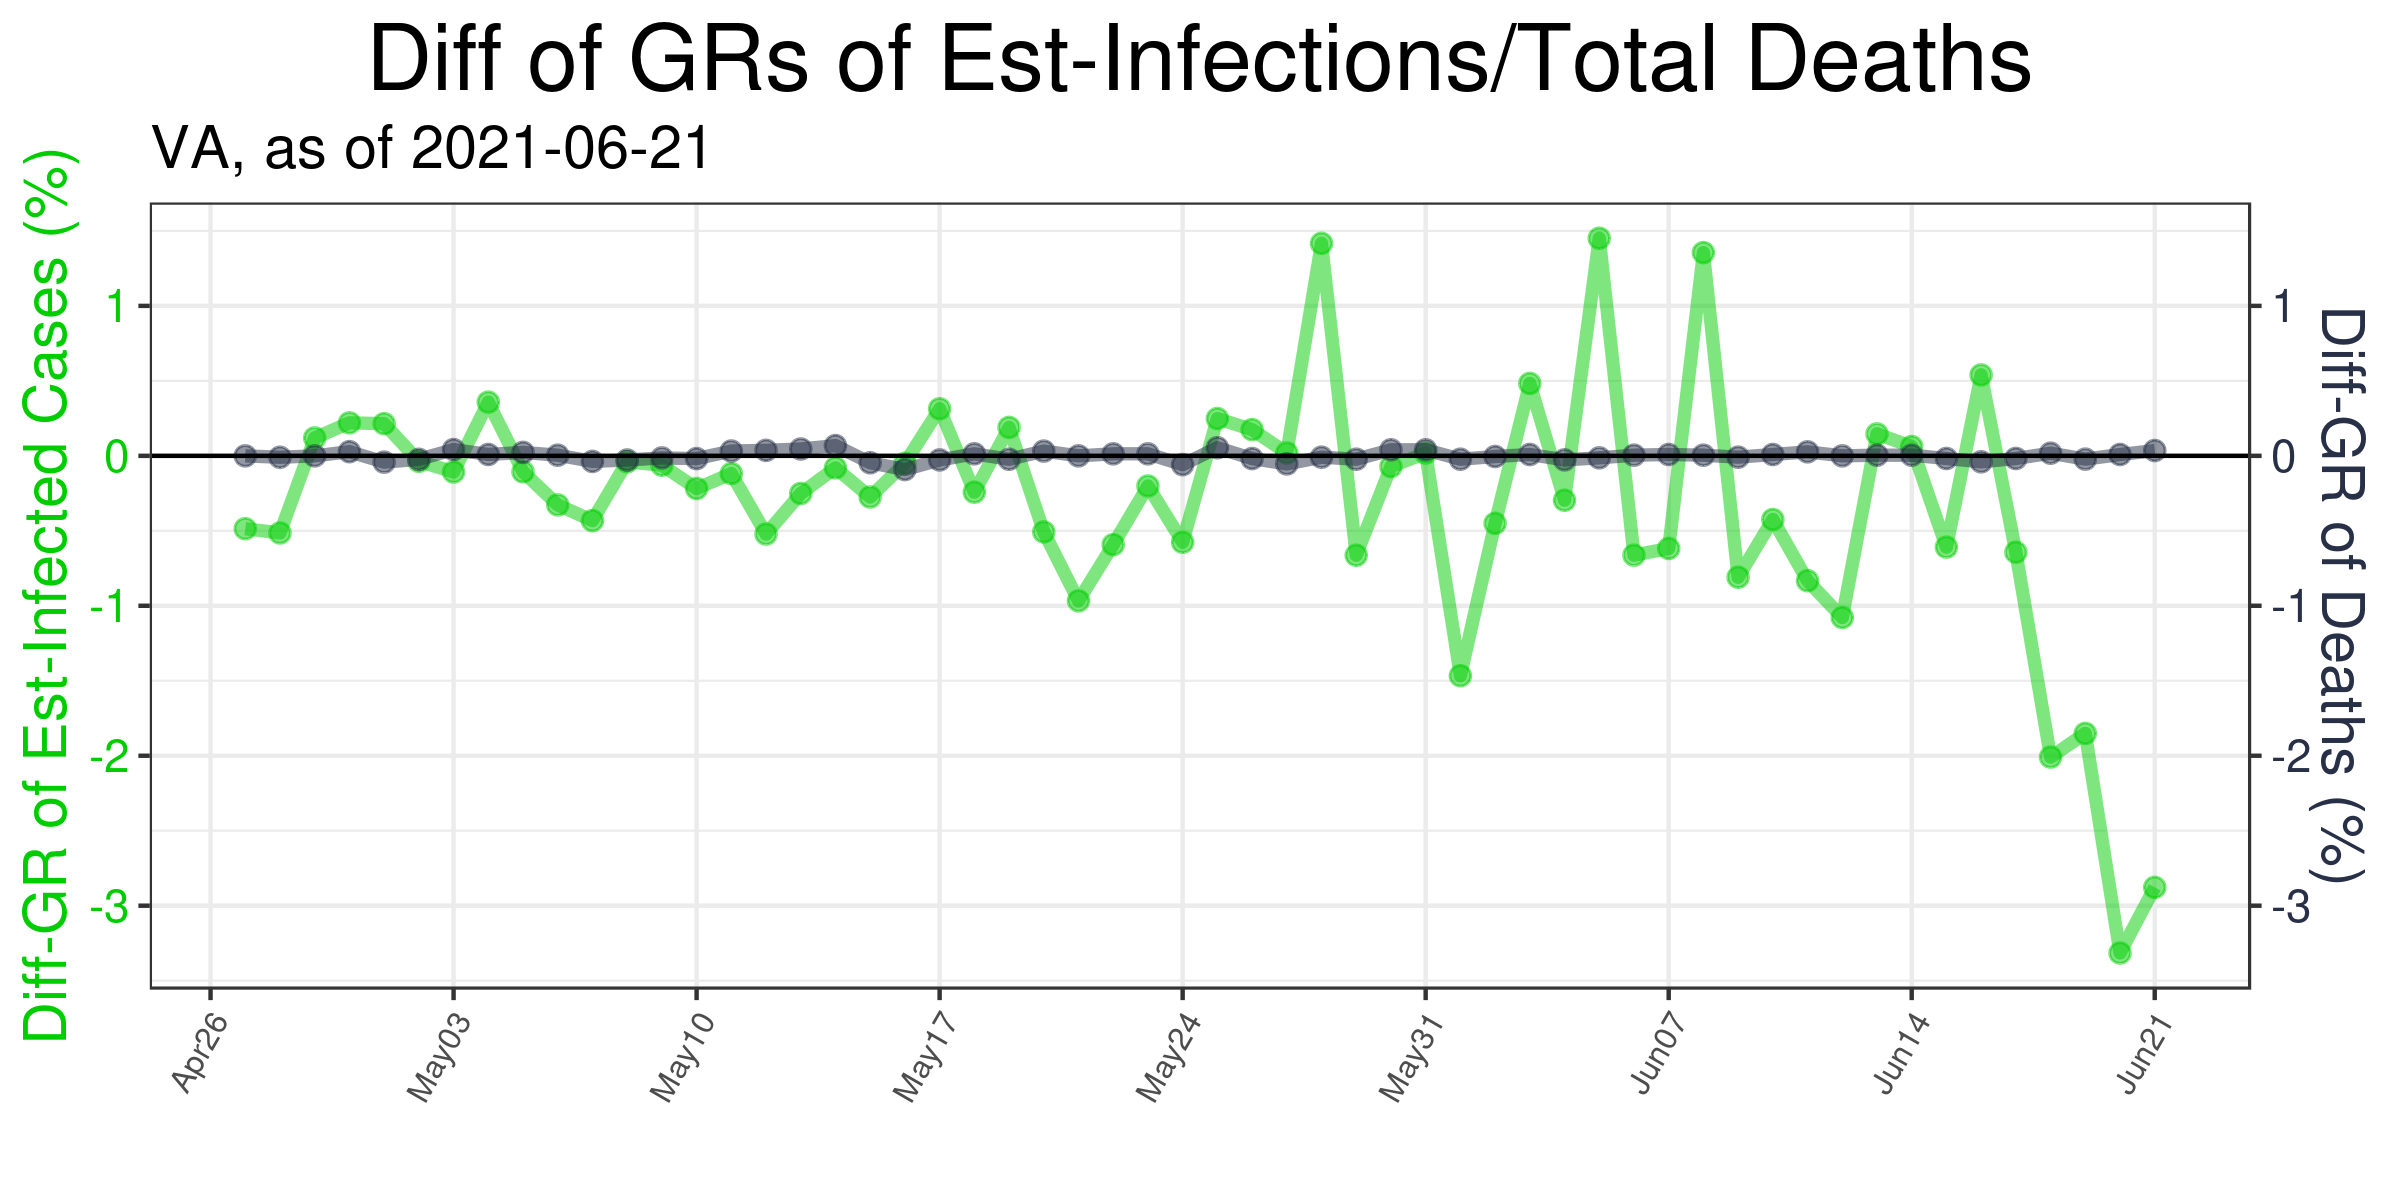 Diff of GRs of Est-Infections/Total Deaths
VA, as of 2021-06-21
Diff-GR of Est-Infected Cases (%)
1
0
-1
-2
-3
1
0
-1
-2
-3
Diff-GR of Deaths (%)
Apr26
May03
May10
May17
May24
May31
Jun07
Jun14
Jun21